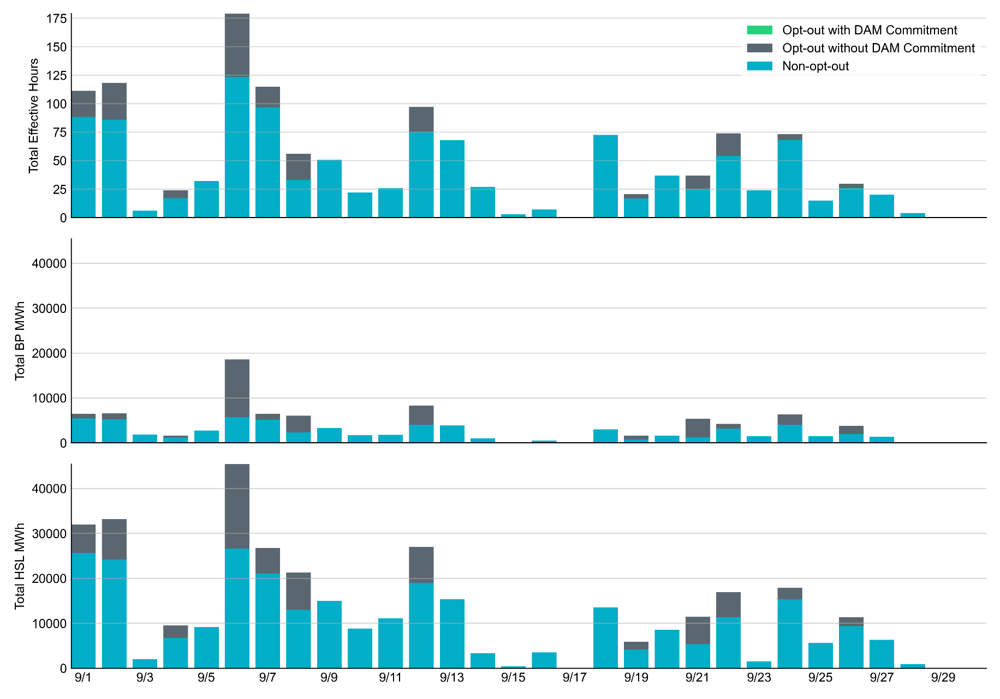 Total Effective Hours
175
150
125
100
75
50
25
0
Opt-out with DAM Commitment
Opt-out without DAM Commitment
Non-opt-out
Total BP MWh
40000
30000
20000
10000
0
Total HSL MWh
40000
30000
20000
10000
0
9/1 9/3 9/5 9/7 9/9 9/11 9/13 9/15 9/17 9/19 9/21 9/23 9/25 9/27 9/29